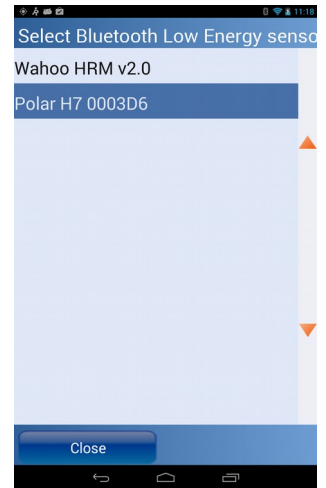 11:18
Select Bluetooth Low Energy senso
Wahoo HRM v2.0
Polar H7 0003D6
Close